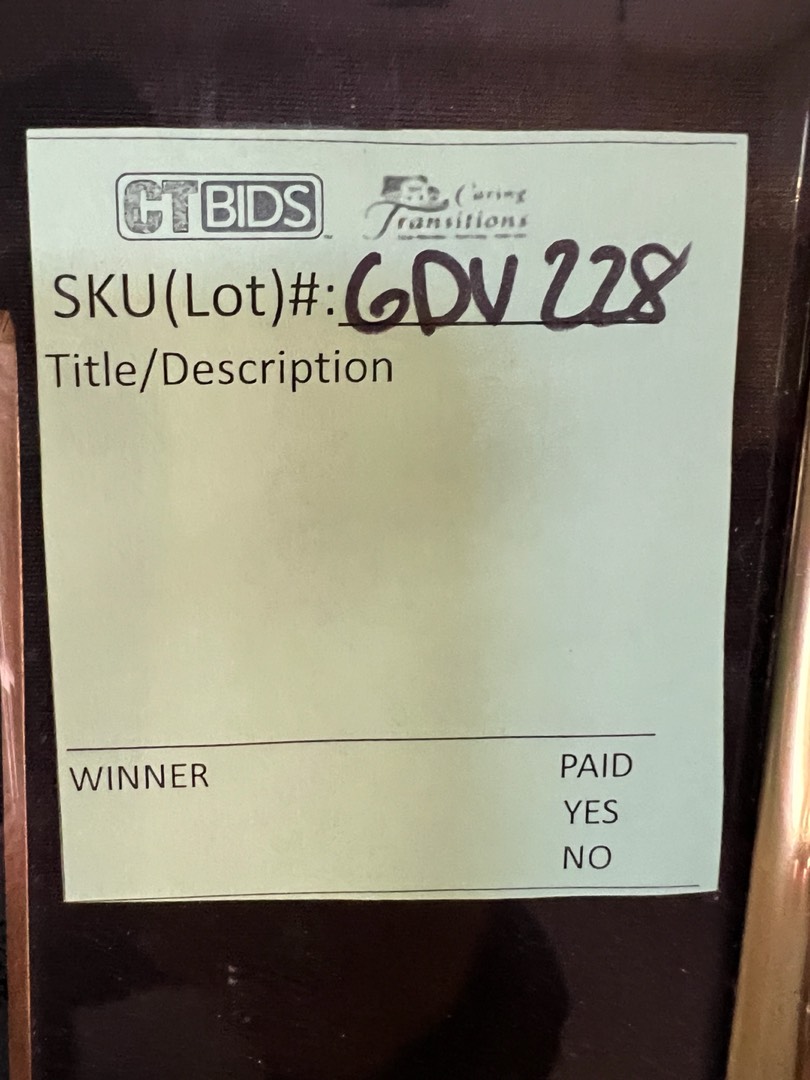 CTBIDS Caring Transitions
SKU(Lot)#: GDV 228
Title/Description
WINNER PAID
YES
NO